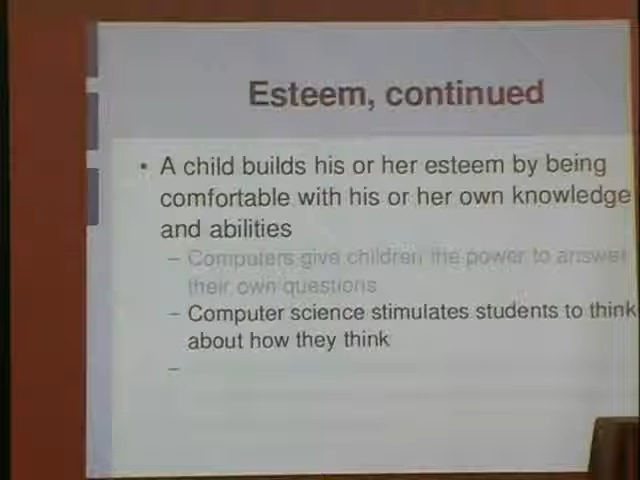 Esteem, continued
• A child builds his or her esteem by being
comfortable with his or her own knowledge
and abilities
– Computers give children the power to answer
their own questions
– Computer science stimulates students to think
about how they think
–